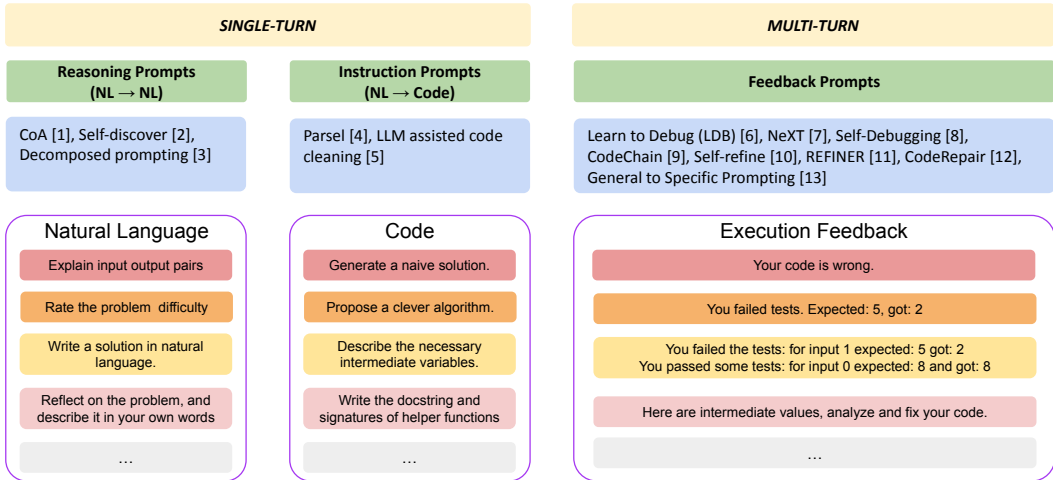 SINGLE-TURN
MULTI-TURN
Reasoning Prompts
(NL → NL)
Instruction Prompts
(NL → Code)
Feedback Prompts
CoA [1], Self-discover [2],
Decomposed prompting [3]
Parsel [4], LLM assisted code
cleaning [5]
Learn to Debug (LDB) [6], NeXT [7], Self-Debugging [8],
CodeChain [9], Self-refine [10], REFINER [11], CodeRepair [12],
General to Specific Prompting [13]
Natural Language
Explain input output pairs
Rate the problem difficulty
Write a solution in natural
language.
Reflect on the problem, and
describe it in your own words
...
Code
Generate a naive solution.
Propose a clever algorithm.
Describe the necessary
intermediate variables.
Write the docstring and
signatures of helper functions
...
Execution Feedback
Your code is wrong.
You failed tests. Expected: 5, got: 2
You failed the tests: for input 1 expected: 5 got: 2
You passed some tests: for input 0 expected: 8 and got: 8
Here are intermediate values, analyze and fix your code.
...